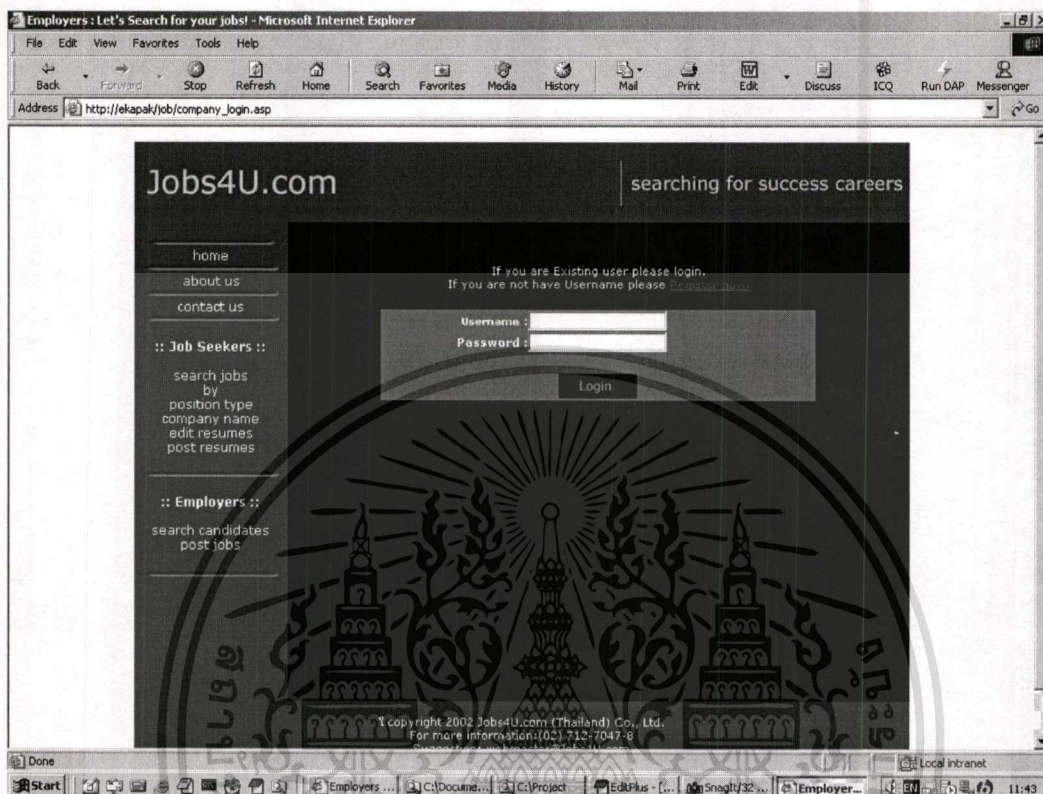 Employers : Let's Search for your jobs! - Microsoft Internet Explorer
File Edit View Favorites Tools Help
Back Forward Stop Refresh Home Search Favorites Media History Mail Print Edit Discuss ICQ Run DAP Messenger
Address http://ekapak/job/company_login.asp Go
Jobs4U.com
searching for success careers
home
about us
contact us
:: Job Seekers ::
search jobs
by
position type
company name
edit resumes
post resumes
:: Employers ::
search candidates
post jobs
If you are Existing user please login.
If you are not have Username please Register now.
Username :
Password :
Login
copyright 2002 Jobs4U.com (Thailand) Co., Ltd.
For more information:(02) 712-7047-8
Done
Local intranet
Start Employers ... C:\Docume... C:\Project EditPlus - [... SnagIt/32 ... Employer... EN 11:43